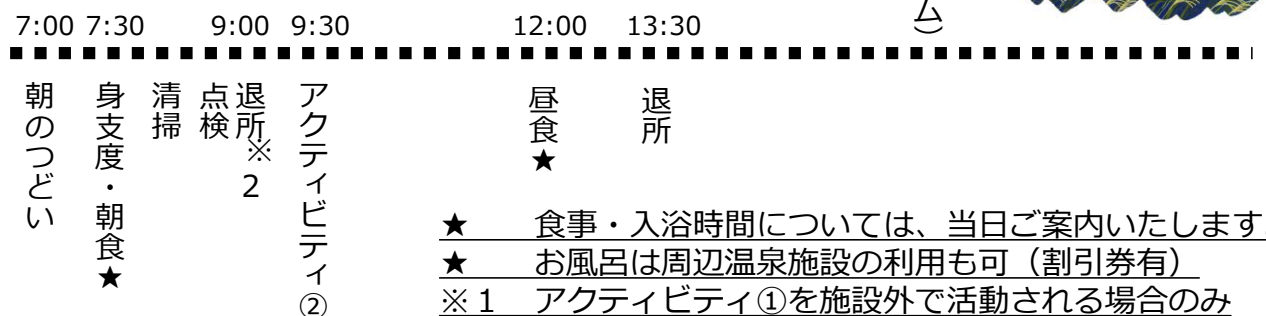 ム）
7:00 7:30 9:00 9:30 12:00 13:30
朝のつどい
身支度・朝食★
清掃
点検
退所※2
アクティビティ②
昼食★
退所
★ 食事・入浴時間については、当日ご案内いたします
★ お風呂は周辺温泉施設の利用も可（割引券有）
※１ アクティビティ①を施設外で活動される場合のみ